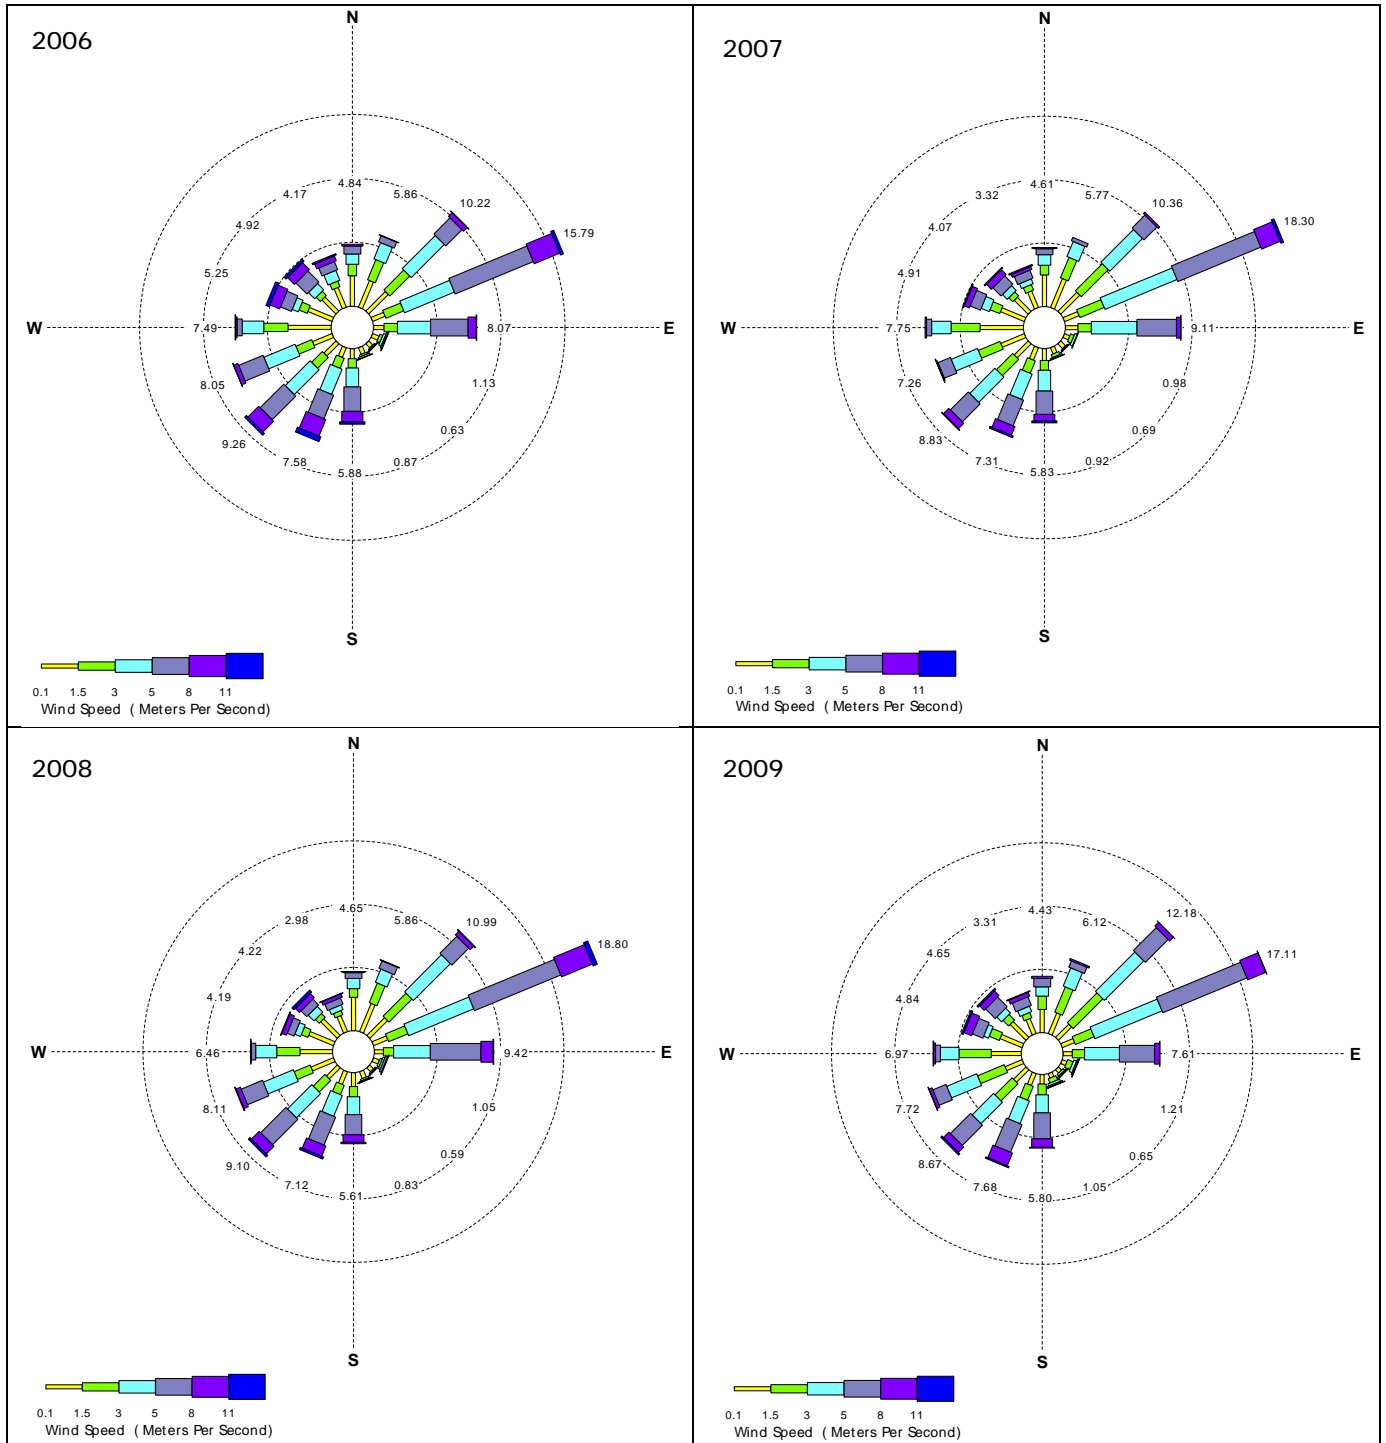 2006
N
4.84
4.17
5.86
4.92
10.22
5.25
15.79
W
7.49
8.07
E
8.05
1.13
9.26
0.63
7.58
0.87
5.88
S
0.1 1.5 3 5 8 11
Wind Speed ( Meters Per Second)
2007
N
4.61
3.32
5.77
4.07
10.36
4.91
18.30
W
7.75
9.11
E
7.26
0.98
8.83
0.69
7.31
0.92
5.83
S
0.1 1.5 3 5 8 11
Wind Speed ( Meters Per Second)
2008
N
4.65
2.98
5.86
4.22
10.99
4.19
18.80
W
6.46
9.42
E
8.11
1.05
9.10
0.59
7.12
0.83
5.61
S
0.1 1.5 3 5 8 11
Wind Speed ( Meters Per Second)
2009
N
4.43
3.31
6.12
4.65
12.18
4.84
17.11
W
6.97
7.61
E
7.72
1.21
8.67
0.65
7.68
1.05
5.80
S
0.1 1.5 3 5 8 11
Wind Speed ( Meters Per Second)